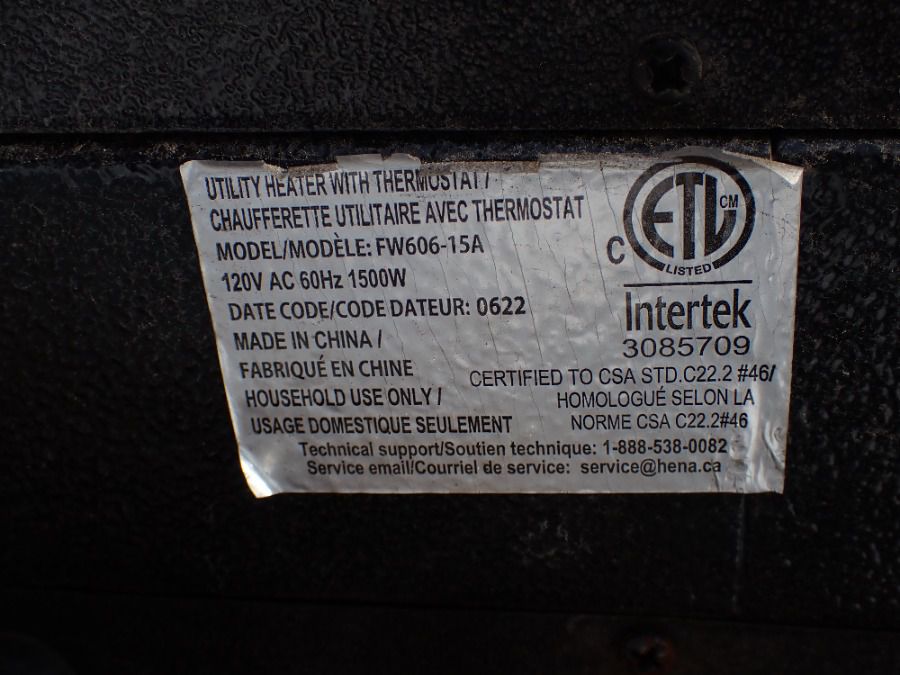 UTILITY HEATER WITH THERMOSTAT /
CHAUFFERETTE UTILITAIRE AVEC THERMOSTAT
MODEL/MODÈLE: FW606-15A
120V AC 60Hz 1500W
DATE CODE/CODE DATEUR: 0622
MADE IN CHINA /
FABRIQUÉ EN CHINE
HOUSEHOLD USE ONLY /
USAGE DOMESTIQUE SEULEMENT
C ETL CM
LISTED
Intertek
3085709
CERTIFIED TO CSA STD.C22.2 #46/
HOMOLOGUÉ SELON LA
NORME CSA C22.2#46
Technical support/Soutien technique: 1-888-538-0082
Service email/Courriel de service: service@hena.ca